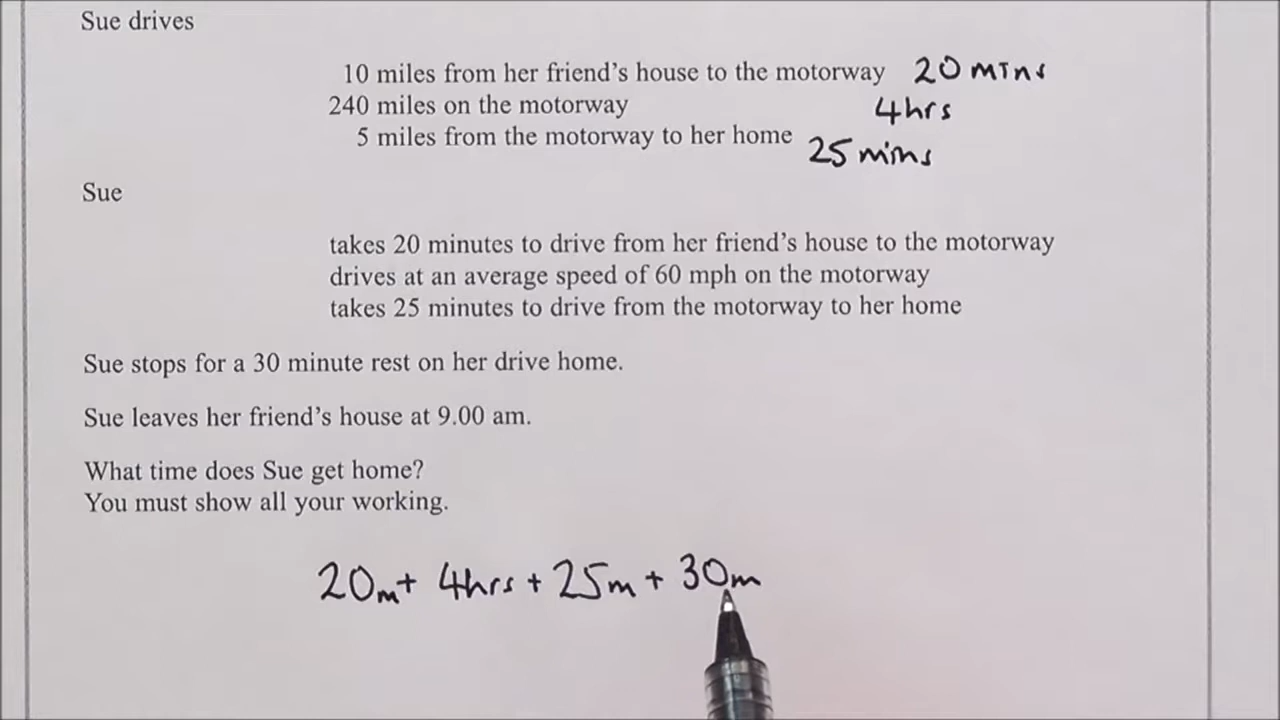 Sue drives
10 miles from her friend's house to the motorway 20 mins
240 miles on the motorway 4hrs
5 miles from the motorway to her home 25 mins
Sue
takes 20 minutes to drive from her friend's house to the motorway
drives at an average speed of 60 mph on the motorway
takes 25 minutes to drive from the motorway to her home
Sue stops for a 30 minute rest on her drive home.
Sue leaves her friend's house at 9.00 am.
What time does Sue get home?
You must show all your working.
20m + 4hrs + 25m + 30m